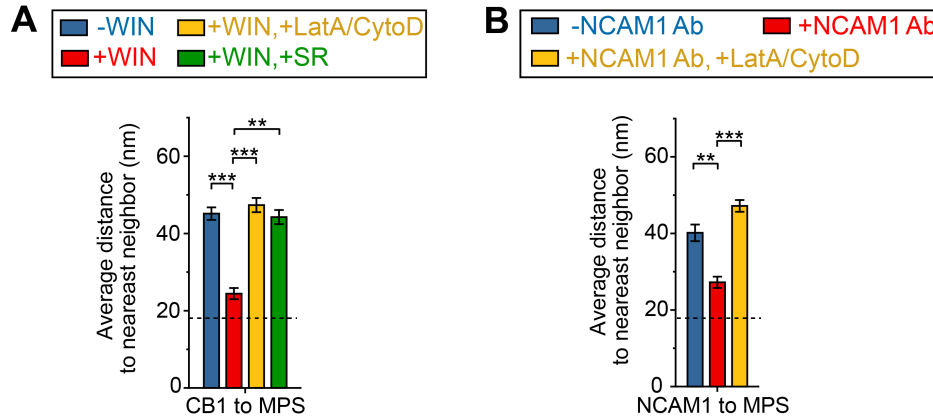 A
-WIN
+WIN,+LatA/CytoD
+WIN
+WIN,+SR
Average distance
to neareast neighbor (nm)
60
40
20
0
***
***
**
CB1 to MPS
B
-NCAM1 Ab
+NCAM1 Ab
+NCAM1 Ab, +LatA/CytoD
Average distance
to neareast neighbor (nm)
60
40
20
0
**
***
NCAM1 to MPS